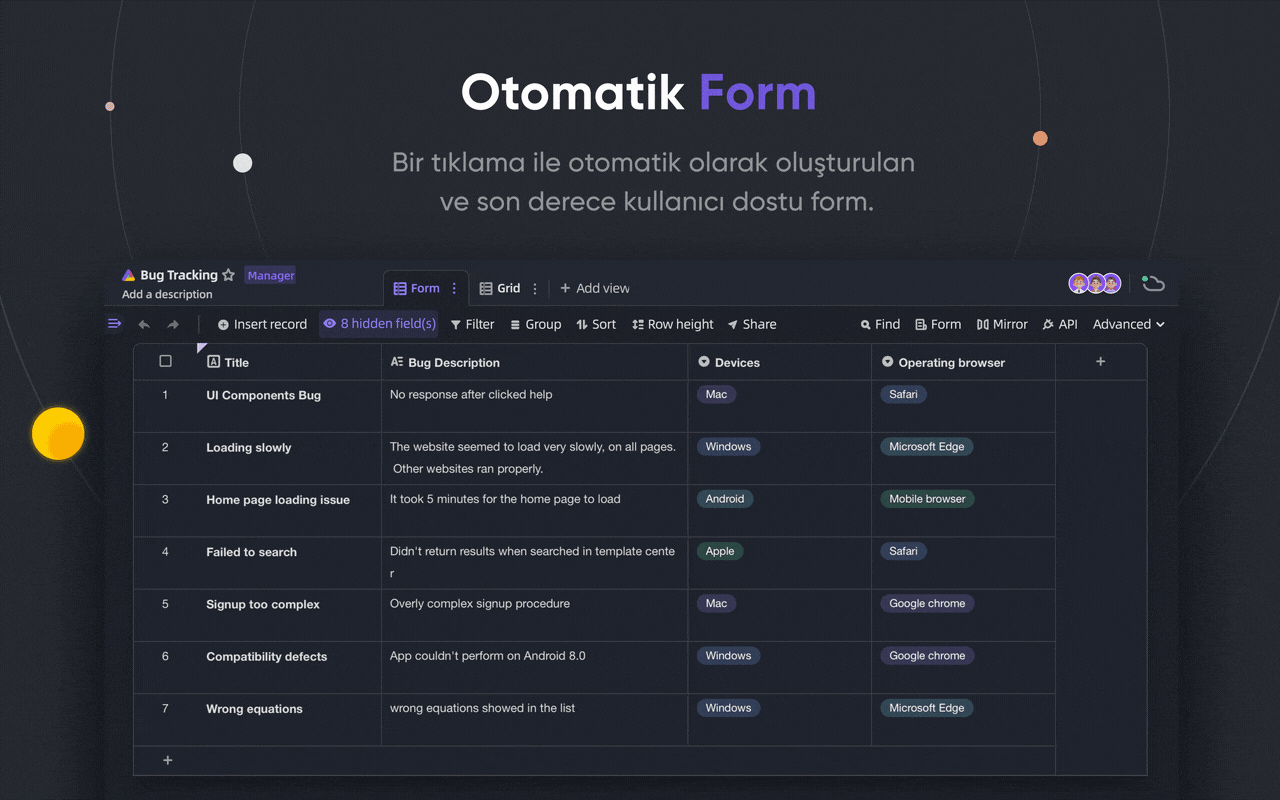 Otomatik Form
Bir tıklama ile otomatik olarak oluşturulan
ve son derece kullanıcı dostu form.
Bug Tracking Manager
Add a description
Form Grid + Add view
Insert record 8 hidden field(s) Filter Group Sort Row height Share Find Form Mirror API Advanced
Title Bug Description Devices Operating browser +
1 UI Components Bug No response after clicked help Mac Safari
2 Loading slowly The website seemed to load very slowly, on all pages. Windows Microsoft Edge
Other websites ran properly.
3 Home page loading issue It took 5 minutes for the home page to load Android Mobile browser
4 Failed to search Didn't return results when searched in template cente Apple Safari
r
5 Signup too complex Overly complex signup procedure Mac Google chrome
6 Compatibility defects App couldn't perform on Android 8.0 Windows Google chrome
7 Wrong equations wrong equations showed in the list Windows Microsoft Edge
+